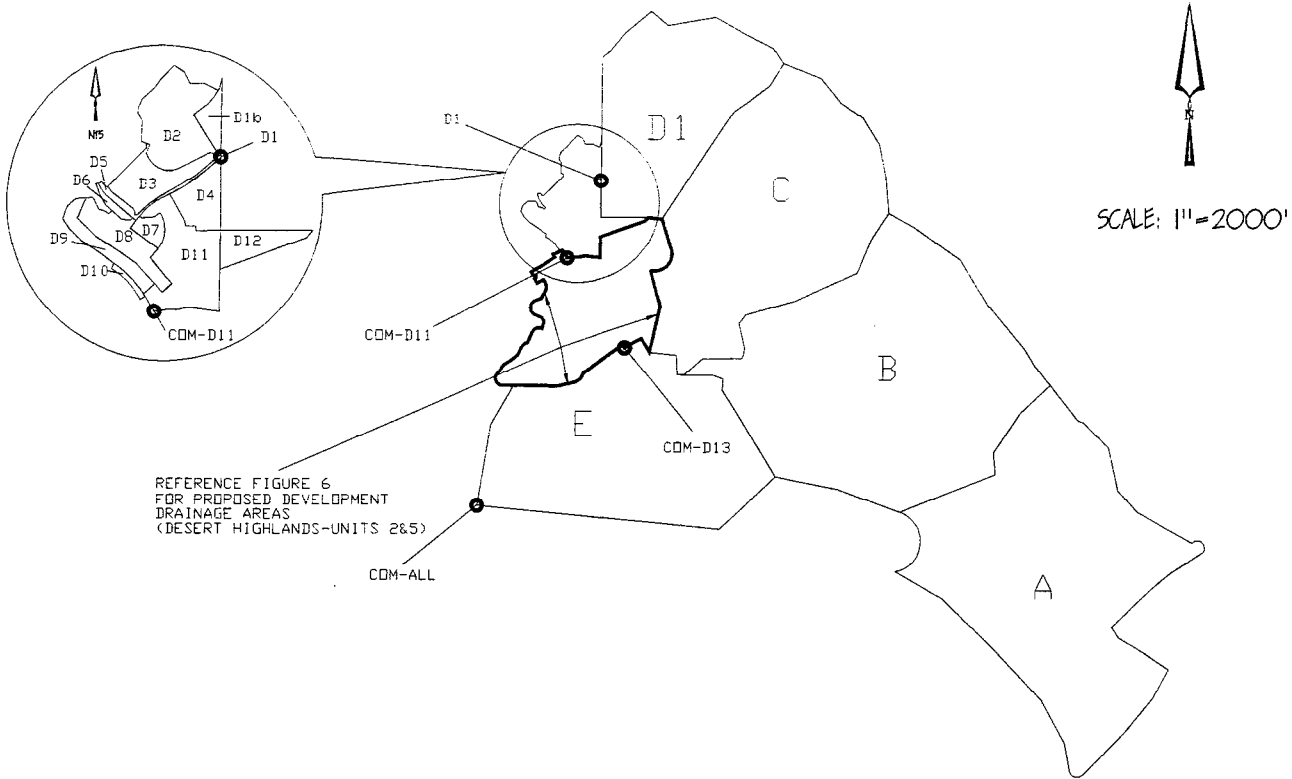 D1b
D1
D2
D5
D3
D6
D4
D7
D8
D9
D11
D12
D10
COM-D11
D1
D1
C
N
SCALE: 1"=2000'
COM-D11
B
E
COM-D13
REFERENCE FIGURE 6
FOR PROPOSED DEVELOPMENT
DRAINAGE AREAS
(DESERT HIGHLANDS-UNITS 2&5)
COM-ALL
A